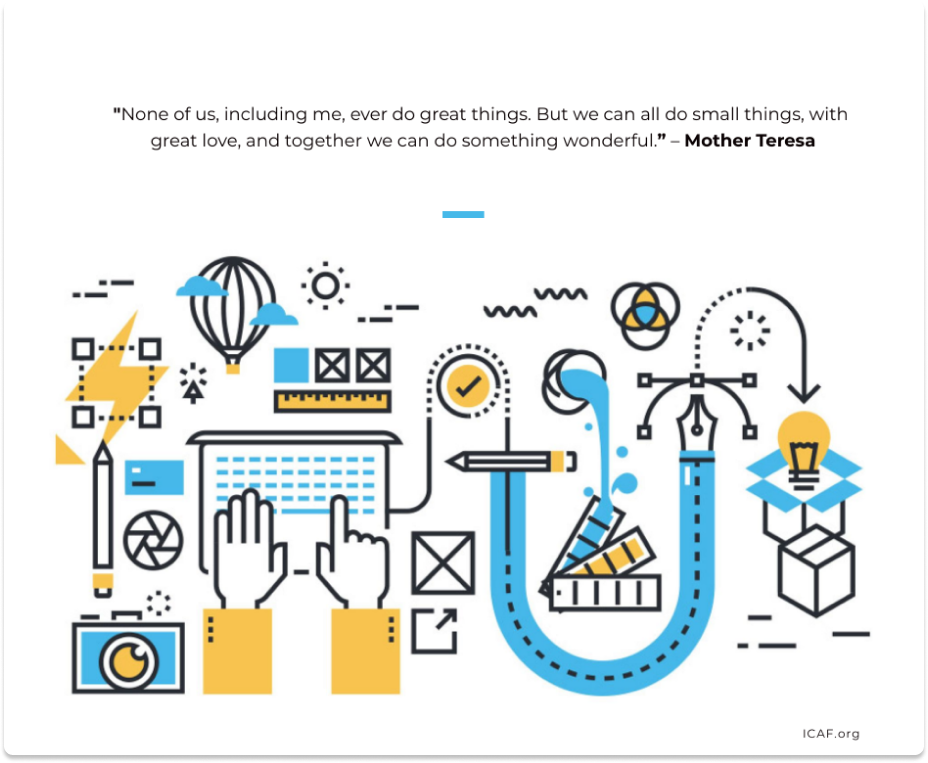 "None of us, including me, ever do great things. But we can all do small things, with
great love, and together we can do something wonderful.” – Mother Teresa
ICAF.org